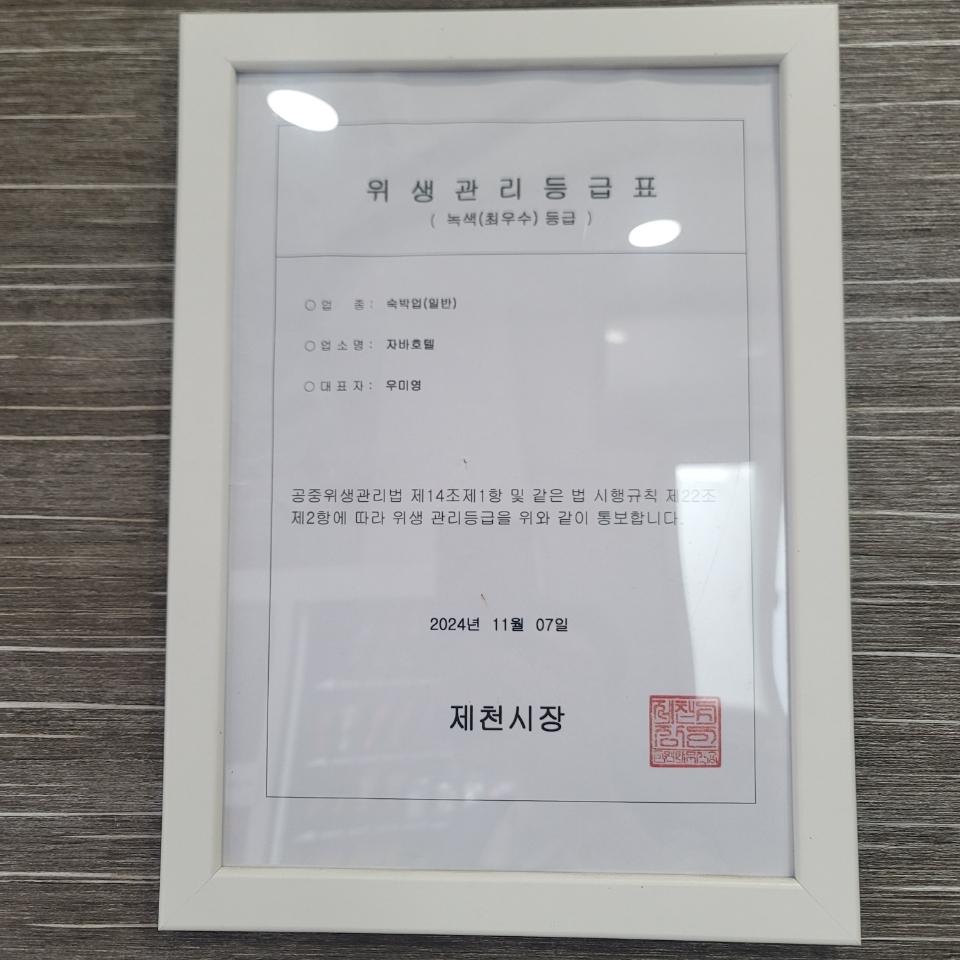 위 생 관 리 등 급 표
( 녹색(최우수) 등급 )
○ 업 종 : 숙박업(일반)
○ 업 소 명 : 자바호텔
○ 대 표 자 : 우미영
공중위생관리법 제14조제1항 및 같은 법 시행규칙 제22조
제2항에 따라 위생 관리등급을 위와 같이 통보합니다.
2024년 11월 07일
제천시장